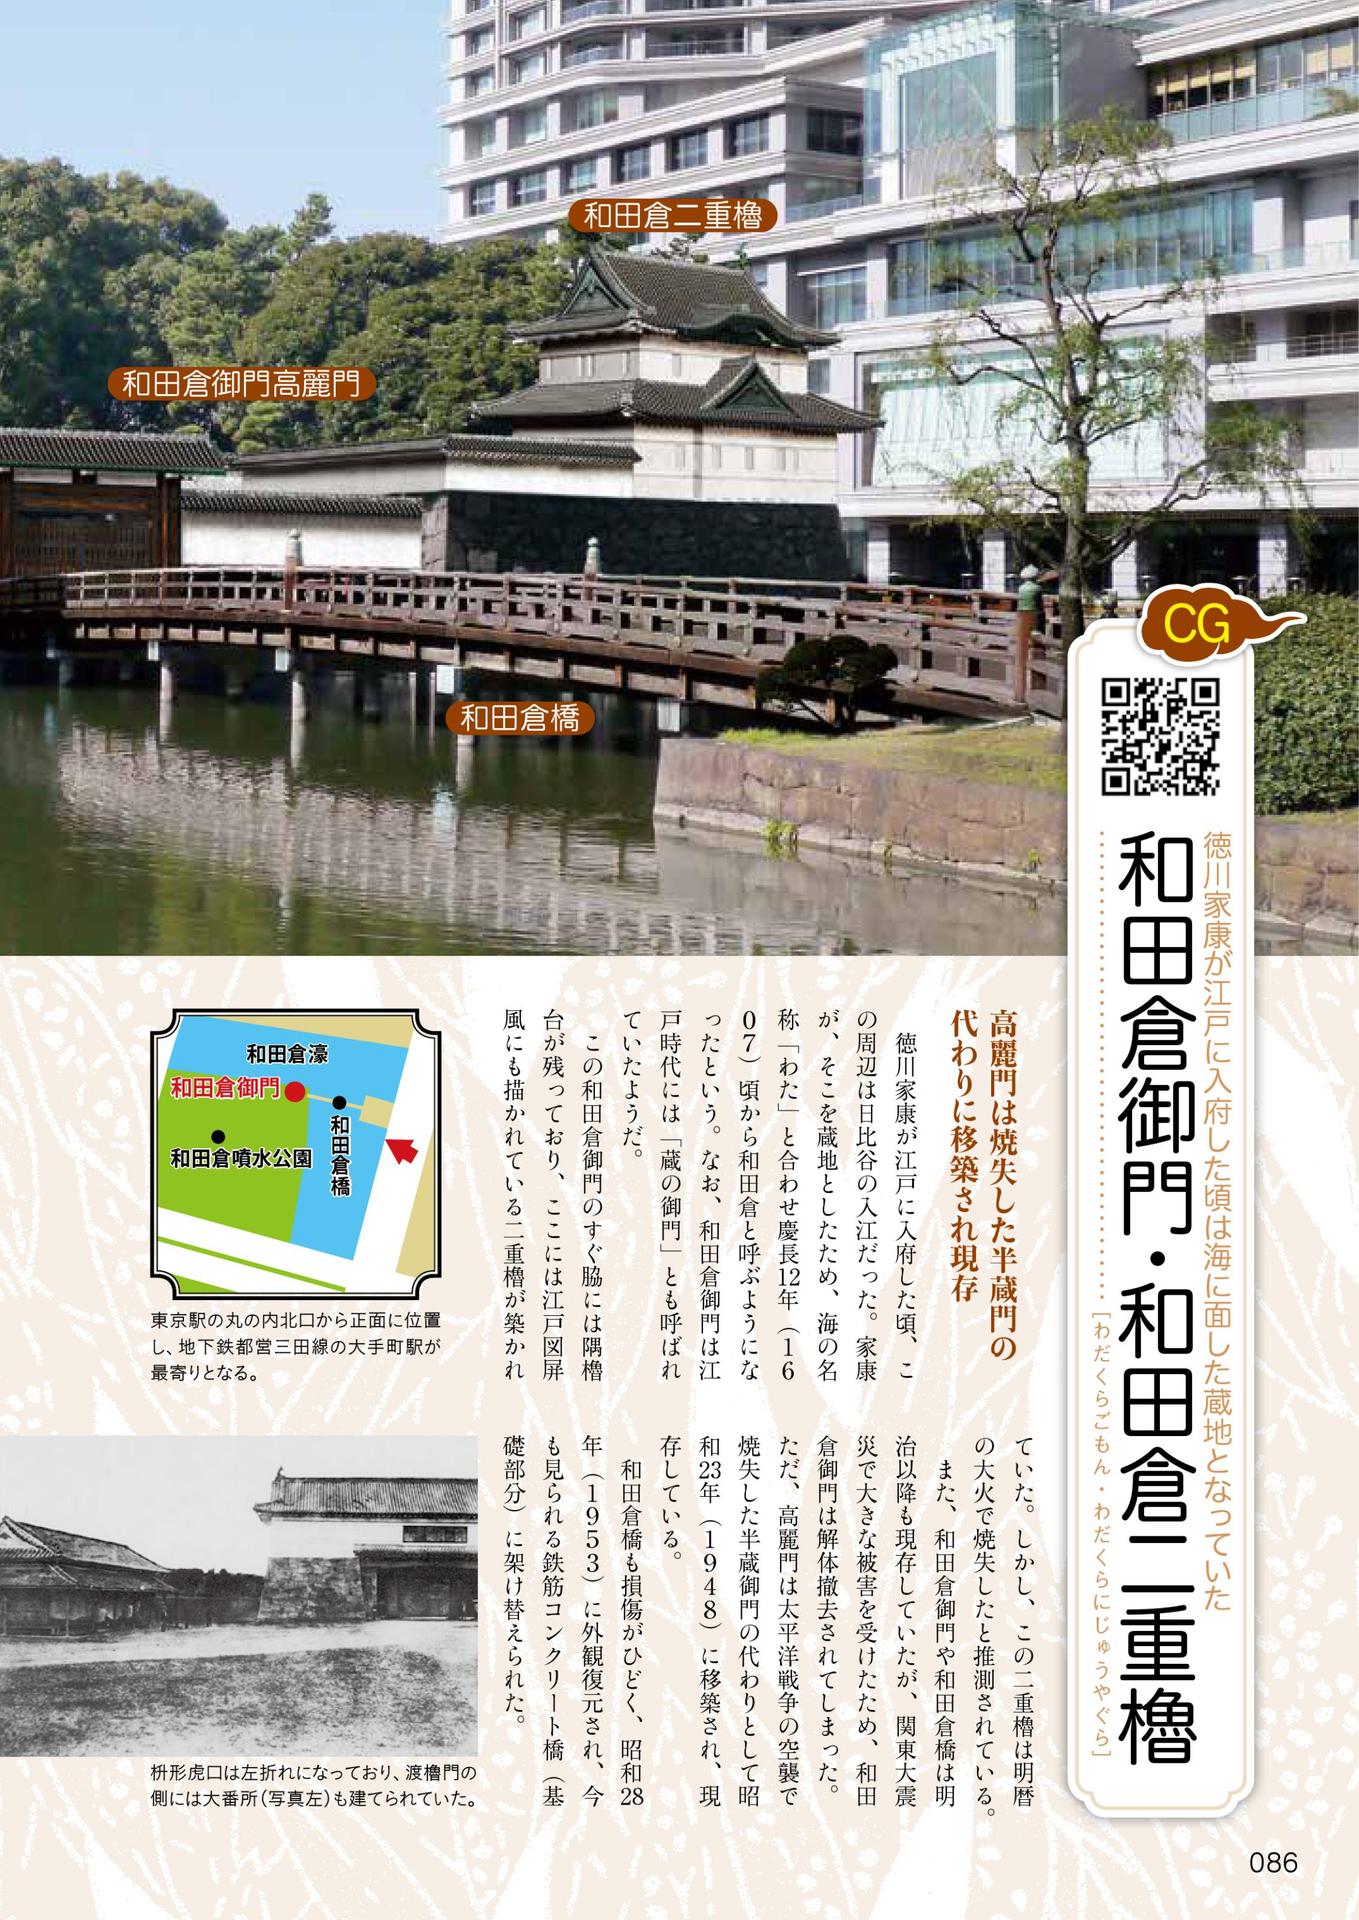 和田倉二重櫓
和田倉御門高麗門
和田倉橋
CG
徳川家康が江戸に入府した頃は海に面した蔵地となっていた
和田倉御門・和田倉二重櫓
[わだくらごもん・わだくらにじゅうやぐら]
高麗門は焼失した半蔵門の
代わりに移築され現存
徳川家康が江戸に入府した頃、こ
の周辺は日比谷の入江だった。家康
が、そこを蔵地としたため、海の名
称「わた」と合わせ慶長12年（16
07）頃から和田倉と呼ぶようにな
ったという。なお、和田倉御門は江
戸時代には「蔵の御門」とも呼ばれ
ていたようだ。
この和田倉御門のすぐ脇には隅櫓
台が残っており、ここには江戸図屏
風にも描かれている二重櫓が築かれ
ていた。しかし、この二重櫓は明暦
の大火で焼失したと推測されている。
また、和田倉御門や和田倉橋は明
治以降も現存していたが、関東大震
災で大きな被害を受けたため、和田
倉御門は解体撤去されてしまった。
ただ、高麗門は太平洋戦争の空襲で
焼失した半蔵御門の代わりとして昭
和23年（1948）に移築され、現
存している。
和田倉橋も損傷がひどく、昭和28
年（1953）に外観復元され、今
も見られる鉄筋コンクリート橋（基
礎部分）に架け替えられた。
和田倉濠
和田倉御門
和田倉橋
和田倉噴水公園
東京駅の丸の内北口から正面に位置
し、地下鉄都営三田線の大手町駅が
最寄りとなる。
枡形虎口は左折れになっており、渡櫓門の
側には大番所（写真左）も建てられていた。
086